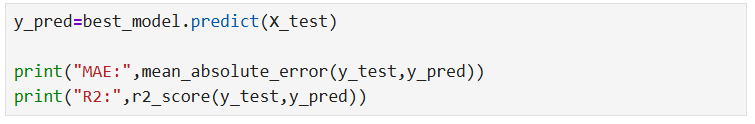 y_pred=best_model.predict(X_test)
print("MAE:",mean_absolute_error(y_test,y_pred))
print("R2:",r2_score(y_test,y_pred))